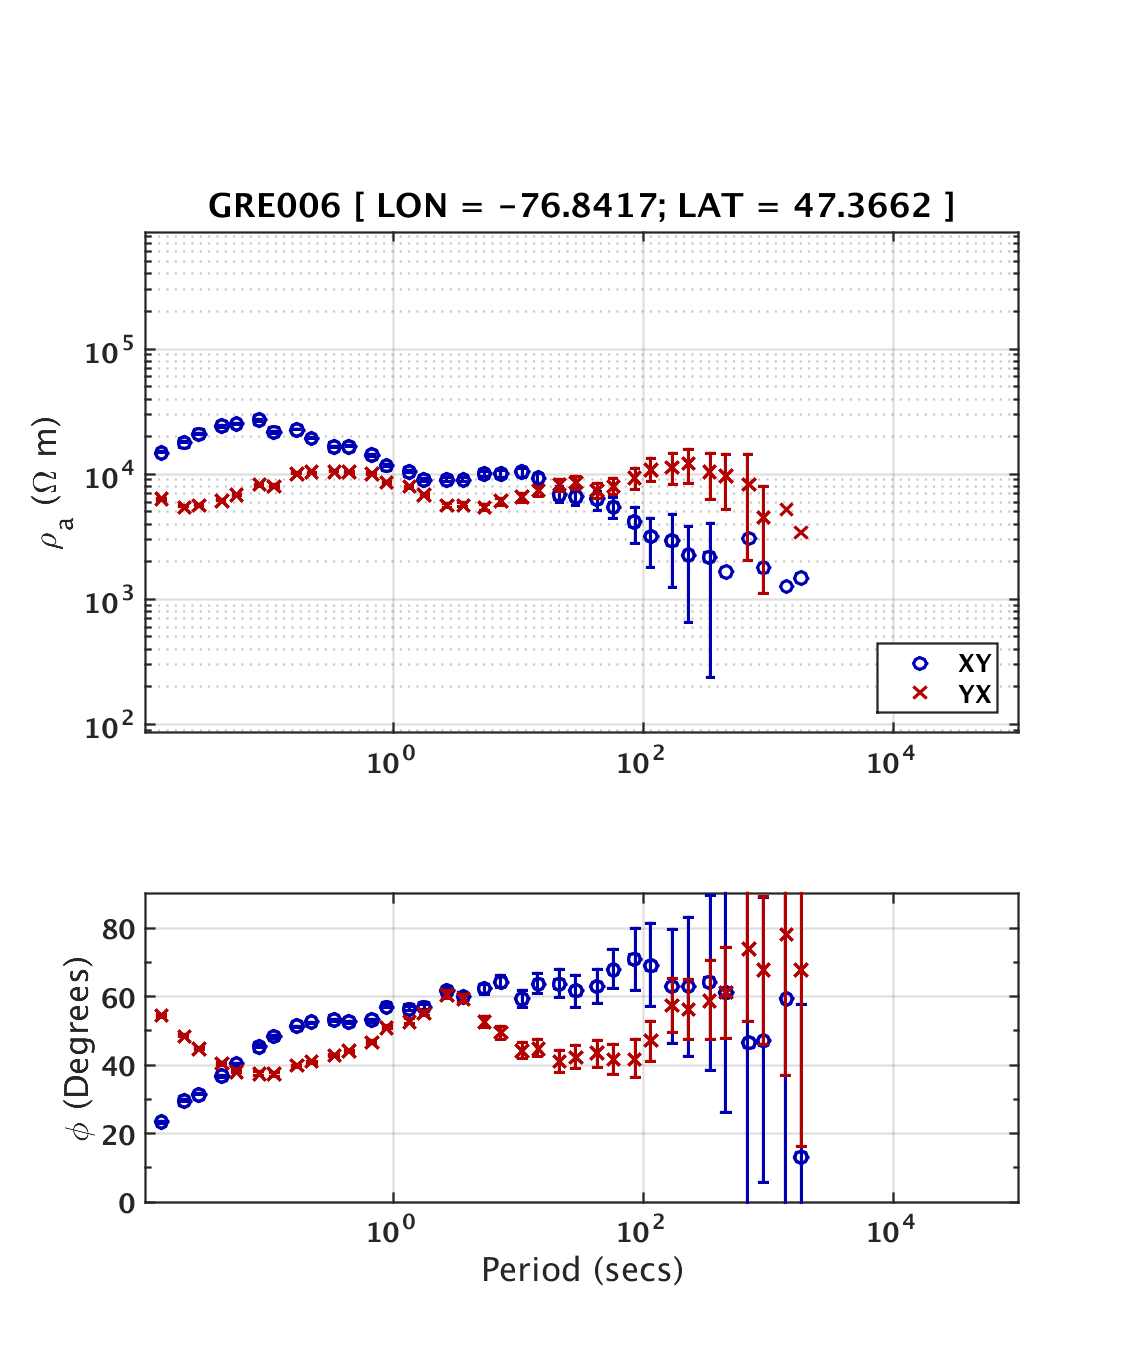 GRE006 [ LON = -76.8417; LAT = 47.3662 ]
ρa (Ω m)
10^5
10^4
10^3
10^2
10^0 10^2 10^4
XY
YX
φ (Degrees)
80
60
40
20
0
10^0 10^2 10^4
Period (secs)